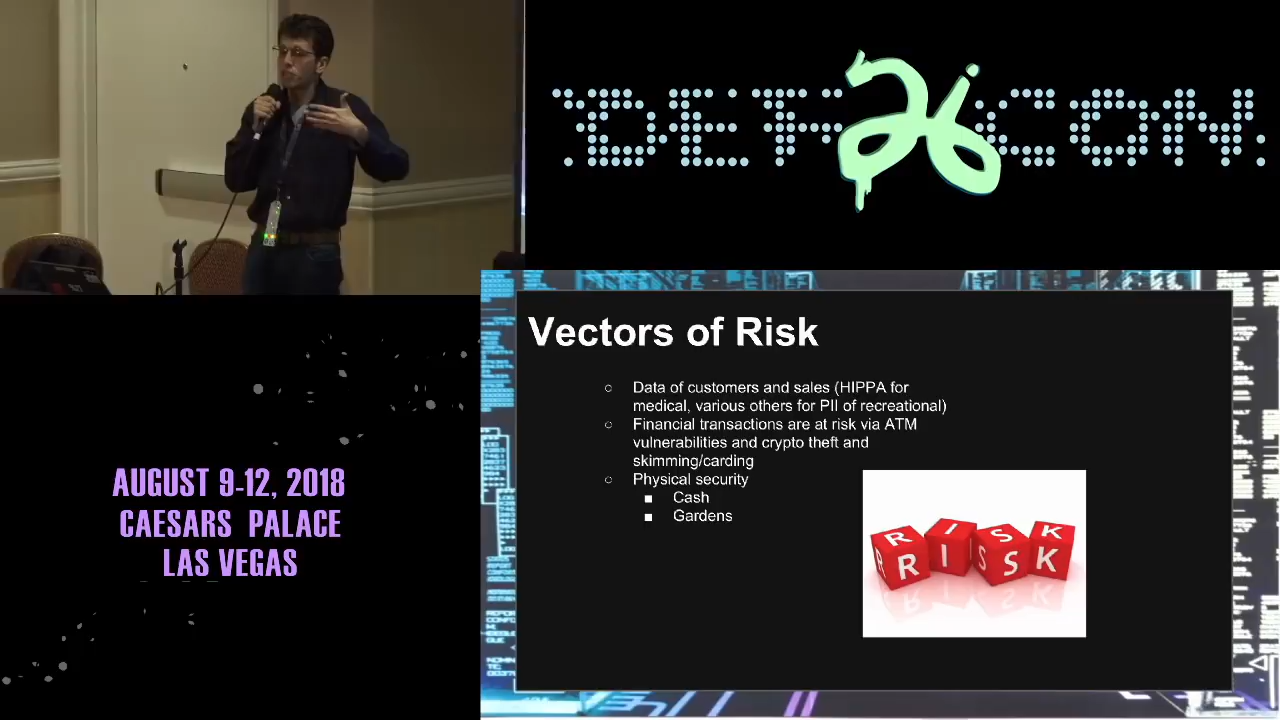 DEF 26 CON
Vectors of Risk
Data of customers and sales (HIPPA for
medical, various others for PII of recreational)
Financial transactions are at risk via ATM
vulnerabilities and crypto theft and
skimming/carding
Physical security
Cash
Gardens
R I S K
R I S K
AUGUST 9-12, 2018
CAESARS PALACE
LAS VEGAS